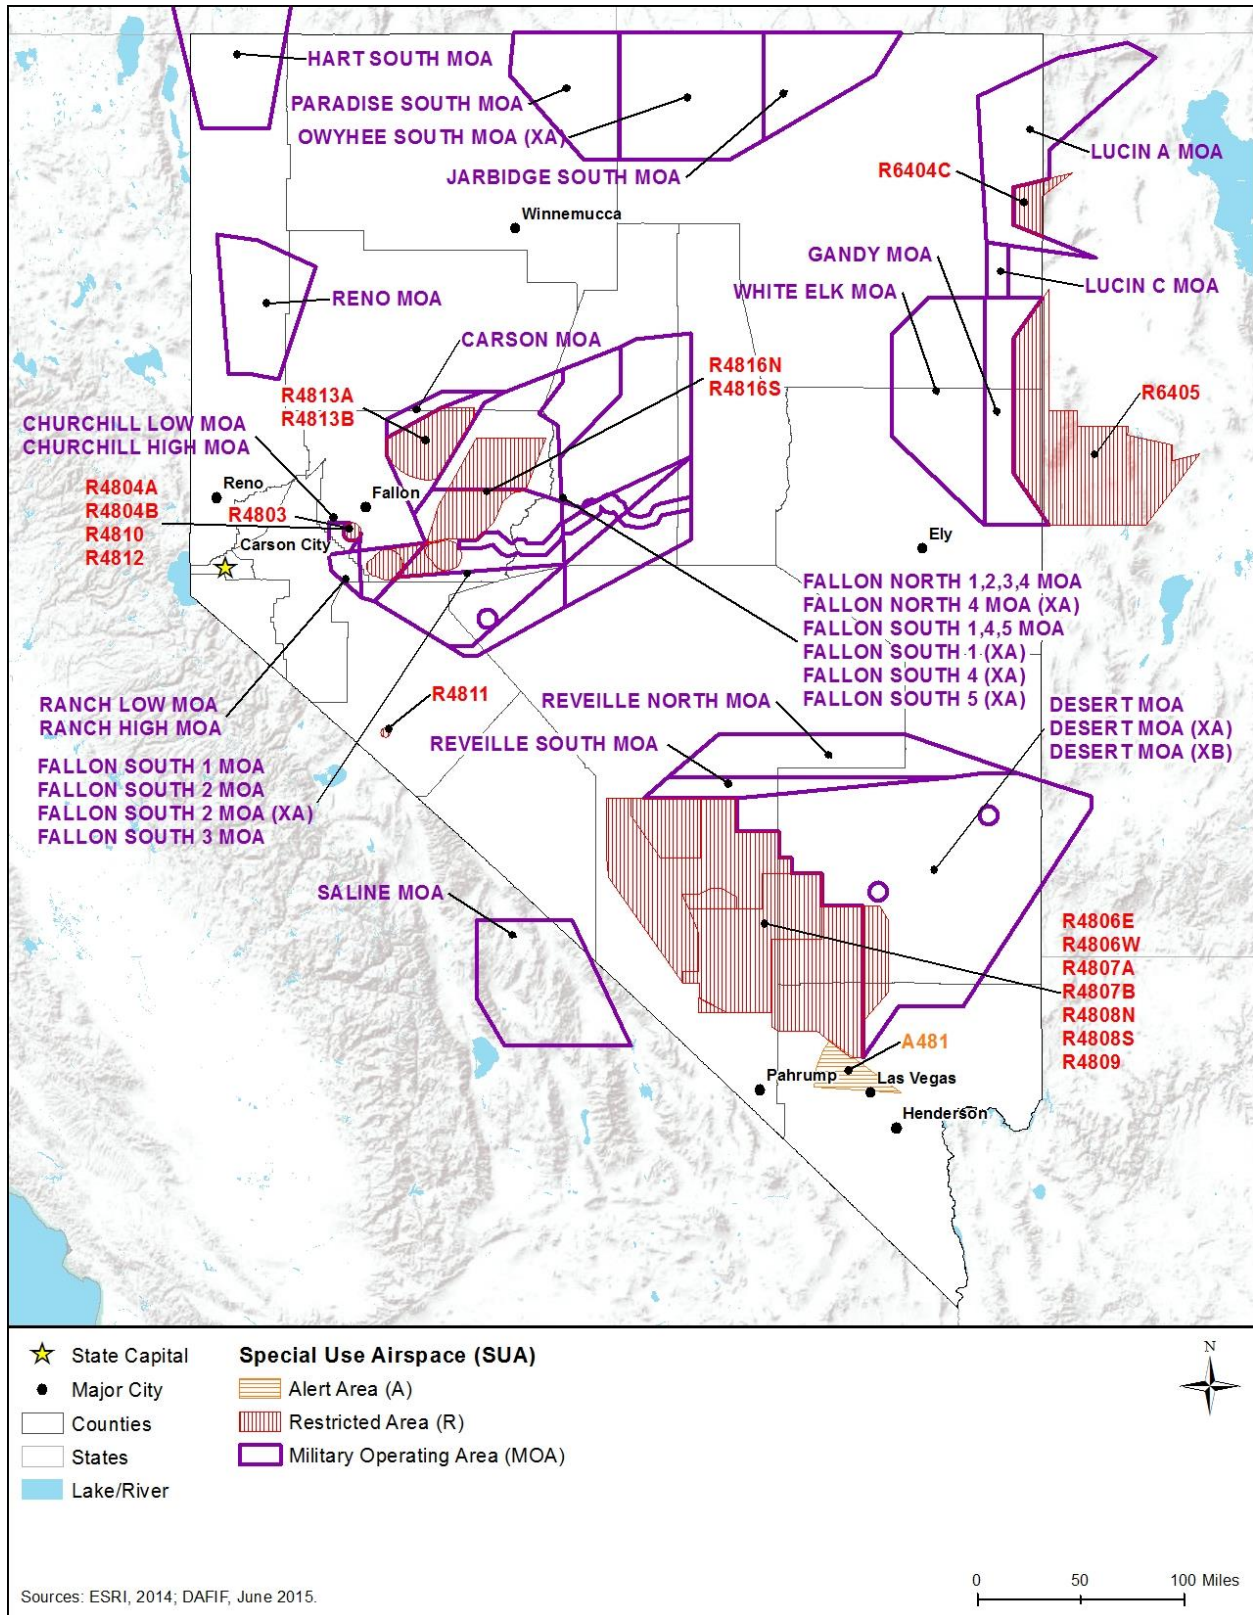 HART SOUTH MOA
PARADISE SOUTH MOA
OWYHEE SOUTH MOA (XA)
JARBIDGE SOUTH MOA
LUCIN A MOA
R6404C
Winnemucca
GANDY MOA
LUCIN C MOA
WHITE ELK MOA
RENO MOA
CARSON MOA
R4816N
R4816S
R4813A
R4813B
R6405
CHURCHILL LOW MOA
CHURCHILL HIGH MOA
Reno
Fallon
R4804A
R4804B
R4810
R4812
R4803
Carson City
Ely
FALLON NORTH 1,2,3,4 MOA
FALLON NORTH 4 MOA (XA)
FALLON SOUTH 1,4,5 MOA
FALLON SOUTH 1 (XA)
FALLON SOUTH 4 (XA)
FALLON SOUTH 5 (XA)
RANCH LOW MOA
RANCH HIGH MOA
R4811
REVEILLE NORTH MOA
REVEILLE SOUTH MOA
DESERT MOA
DESERT MOA (XA)
DESERT MOA (XB)
FALLON SOUTH 1 MOA
FALLON SOUTH 2 MOA
FALLON SOUTH 2 MOA (XA)
FALLON SOUTH 3 MOA
SALINE MOA
R4806E
R4806W
R4807A
R4807B
R4808N
R4808S
R4809
A481
Pahrump
Las Vegas
Henderson
State Capital
Major City
Counties
States
Lake/River
Special Use Airspace (SUA)
Alert Area (A)
Restricted Area (R)
Military Operating Area (MOA)
N
0 50 100 Miles
Sources: ESRI, 2014; DAFIF, June 2015.